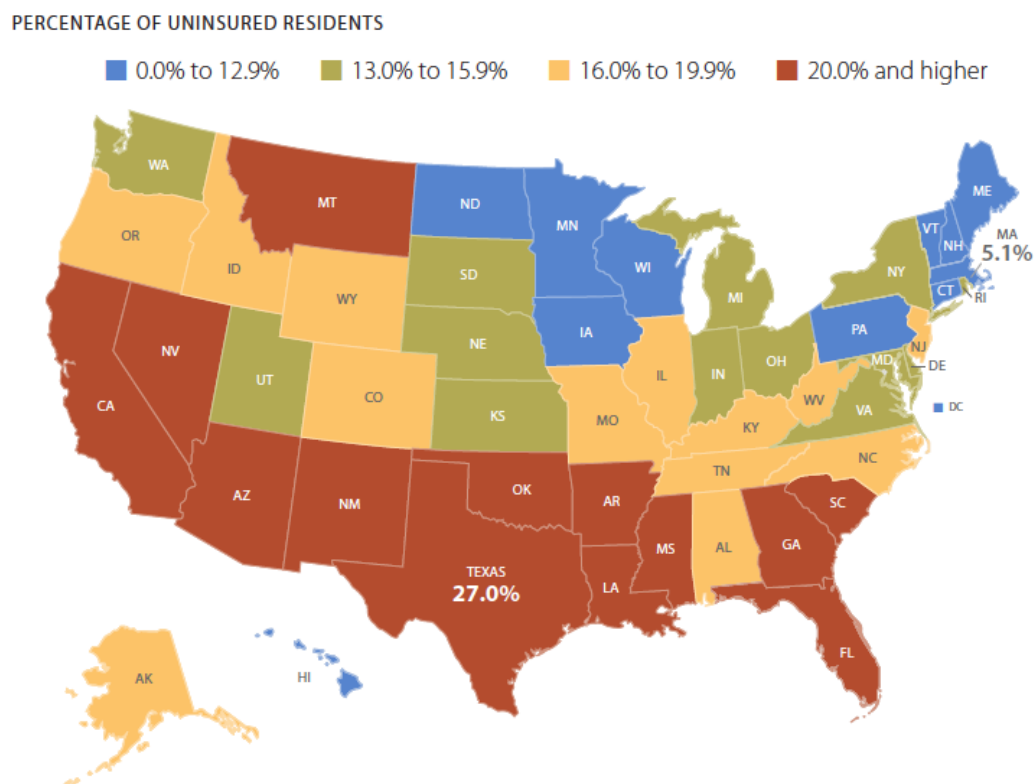 PERCENTAGE OF UNINSURED RESIDENTS
0.0% to 12.9% 13.0% to 15.9% 16.0% to 19.9% 20.0% and higher
WA
MT
ND
MN
ME
VT
NH
MA
5.1%
OR
ID
WY
SD
WI
MI
NY
CT
RI
NV
UT
CO
NE
IA
IL
IN
OH
PA
NJ
MD
DE
DC
CA
KS
MO
KY
WV
VA
AZ
NM
OK
AR
TN
NC
SC
MS
AL
GA
TEXAS
27.0%
LA
FL
AK
HI